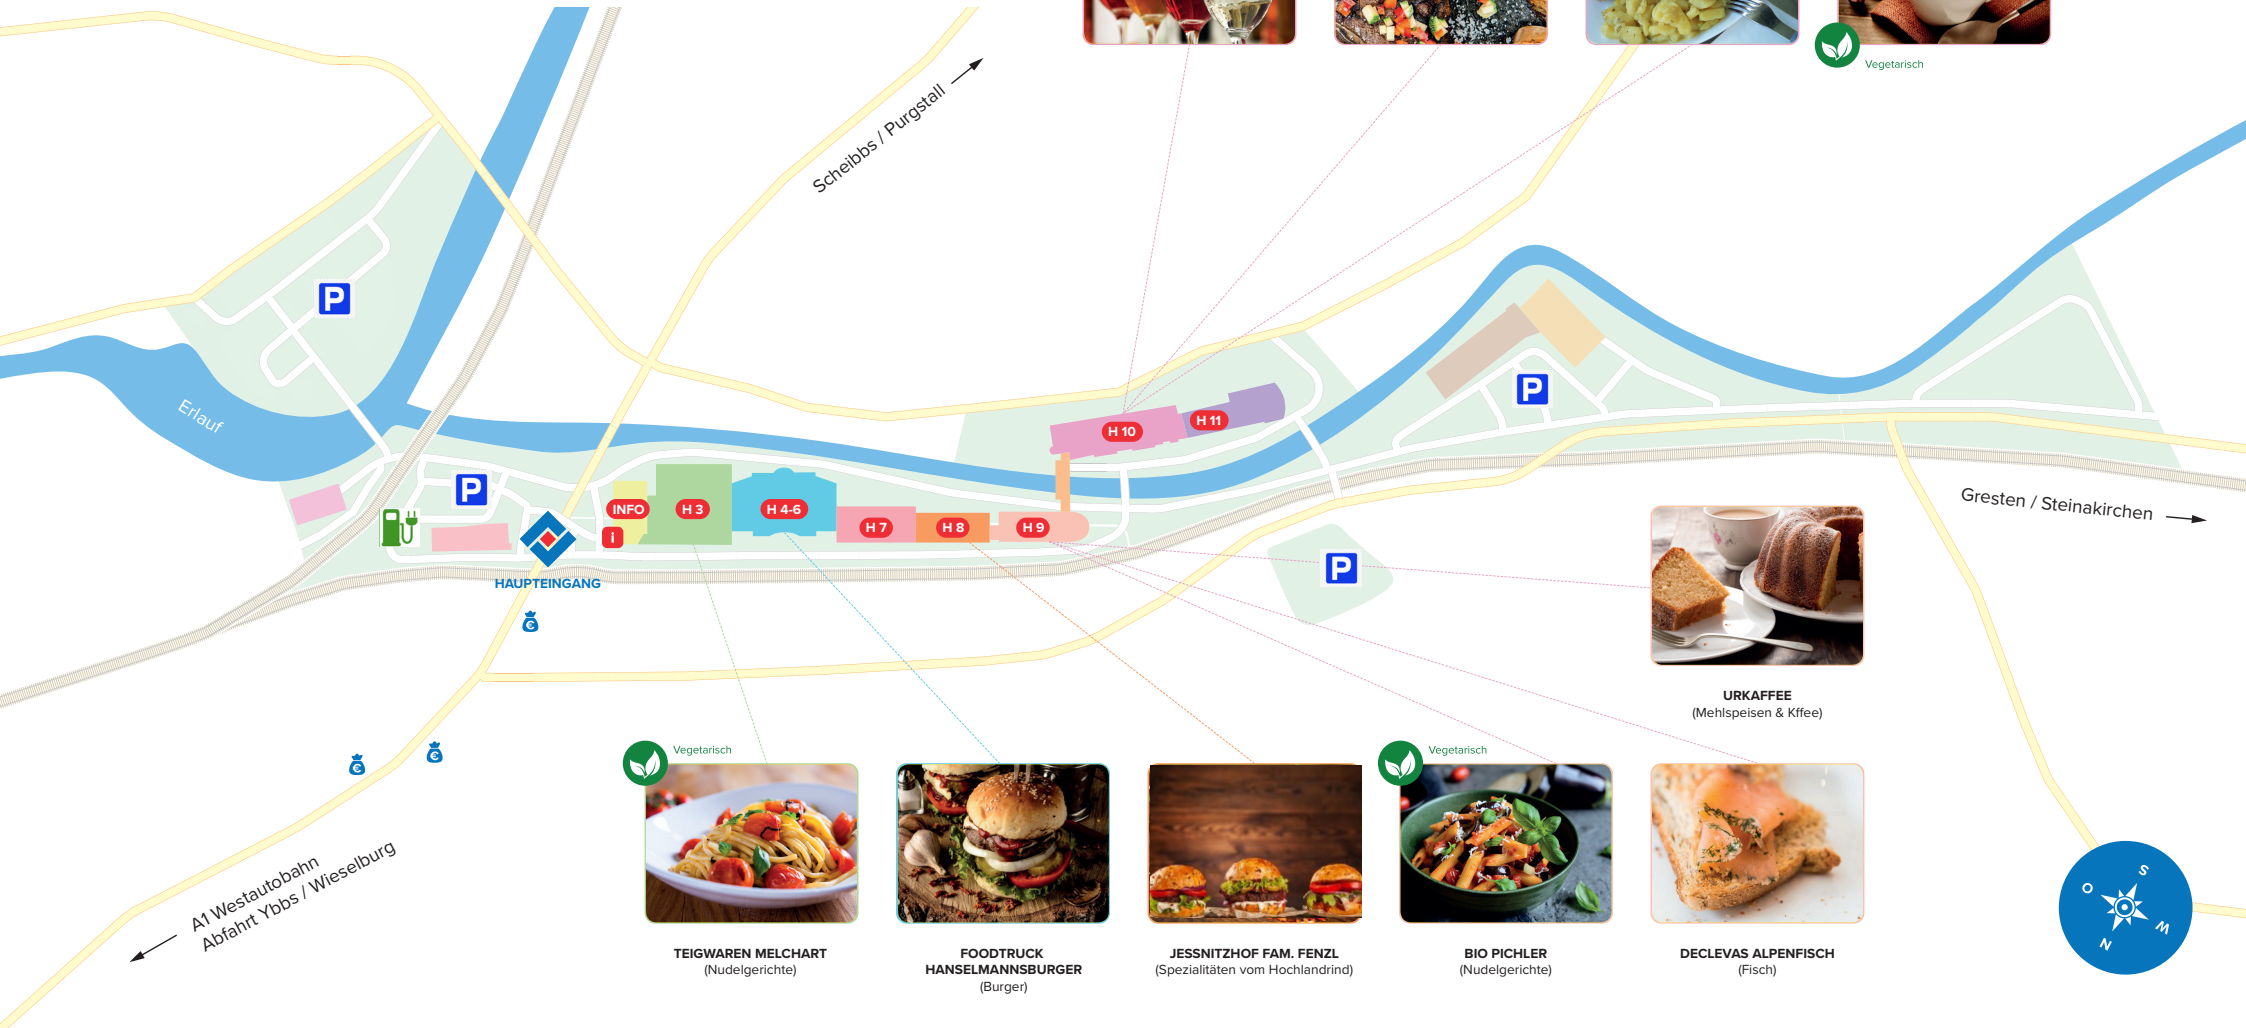 Vegetarisch
Scheibbs / Purgstall
P
Erlauf
P
H 10
H 11
P
INFO
H 3
H 4-6
H 7
H 8
H 9
i
HAUPTEINGANG
P
Gresten / Steinakirchen
€
€
€
A1 Westautobahn
Abfahrt Ybbs / Wieselburg
URKAFFEE
(Mehlspeisen & Kffee)
Vegetarisch
Vegetarisch
TEIGWAREN MELCHART
(Nudelgerichte)
FOODTRUCK
HANSELMANNSBURGER
(Burger)
JESSNITZHOF FAM. FENZL
(Spezialitäten vom Hochlandrind)
BIO PICHLER
(Nudelgerichte)
DECLEVAS ALPENFISCH
(Fisch)
S
O
W
N